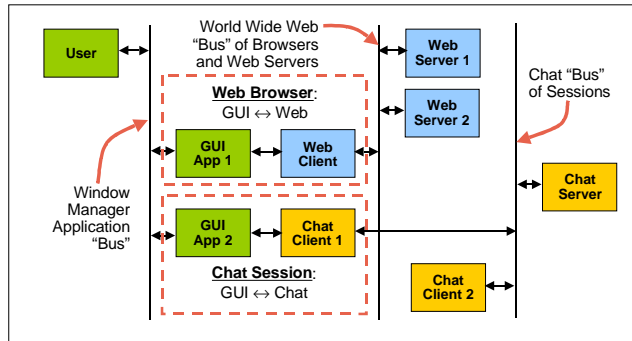 User
World Wide Web
“Bus” of Browsers
and Web Servers
Web
Server 1
Chat “Bus”
of Sessions
Web Browser:
GUI ↔ Web
Web
Server 2
GUI
App 1
Web
Client
Window
Manager
Application
“Bus”
Chat
Server
GUI
App 2
Chat
Client 1
Chat Session:
GUI ↔ Chat
Chat
Client 2